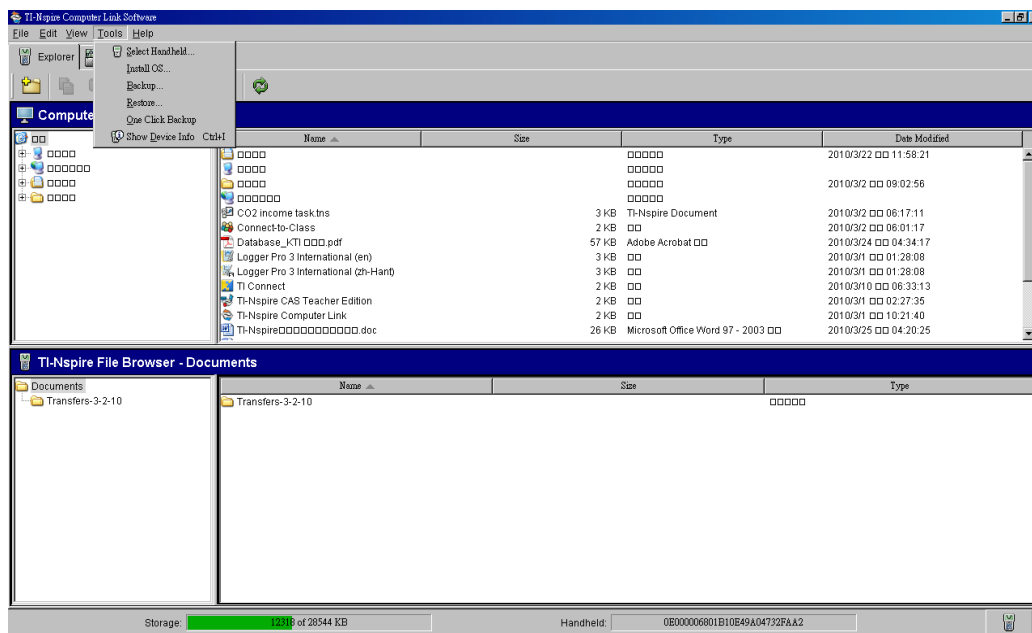 TI-Nspire Computer Link Software
File Edit View Tools Help
Explorer
Select Handheld...
Install OS...
Backup...
Restore...
One Click Backup
Show Device Info Ctrl+I
Compute
Name Size Type Date Modified
□□
□□□□
□□□□□□
□□□□
□□□□
□□□□ □□□□□ 2010/3/22 □□ 11:58:21
□□□□ □□□□□
□□□□ □□□□□ 2010/3/2 □□ 09:02:56
□□□□□□ □□□□□
CO2 income task.tns 3 KB TI-Nspire Document 2010/3/2 □□ 06:17:11
Connect-to-Class 2 KB □□ 2010/3/2 □□ 06:01:17
Database_KTI □□□.pdf 57 KB Adobe Acrobat □□ 2010/3/24 □□ 04:34:17
Logger Pro 3 International (en) 3 KB □□ 2010/3/1 □□ 01:28:08
Logger Pro 3 International (zh-Hant) 3 KB □□ 2010/3/1 □□ 01:28:08
TI Connect 2 KB □□ 2010/3/10 □□ 06:33:13
TI-Nspire CAS Teacher Edition 2 KB □□ 2010/3/1 □□ 02:27:35
TI-Nspire Computer Link 2 KB □□ 2010/3/1 □□ 10:21:40
TI-Nspire□□□□□□□□□□□.doc 26 KB Microsoft Office Word 97 - 2003 □□ 2010/3/25 □□ 04:20:25
TI-Nspire File Browser - Documents
Documents
Transfers-3-2-10
Name Size Type
Transfers-3-2-10 □□□□□
Storage: 12318 of 28544 KB Handheld: 0E000006801B10E49A04732FAA2